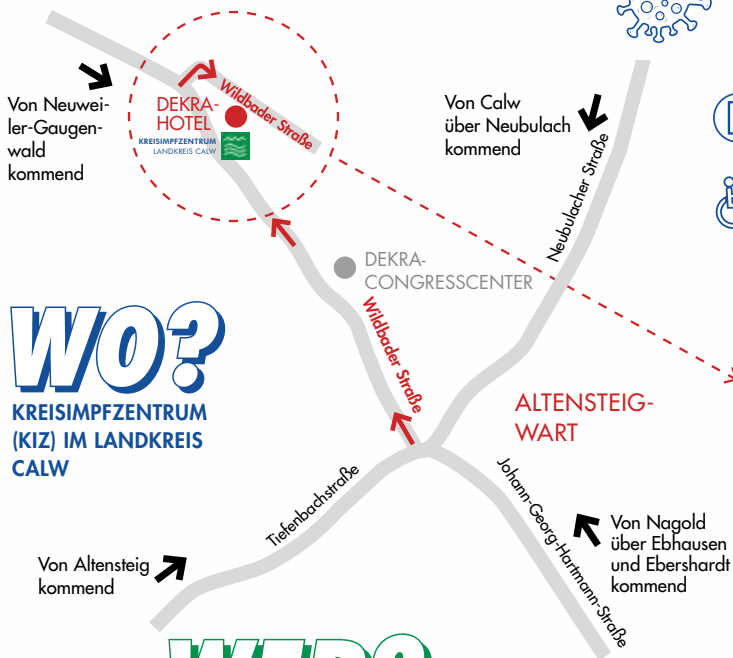 Von Neuwei-
ler-Gaugen-
wald
kommend
DEKRA-
HOTEL
KREISIMPFZENTRUM
LANDKREIS CALW
Wildbader Straße
Von Calw
über Neubulach
kommend
Neubulacher Straße
DEKRA-
CONGRESSCENTER
Wildbader Straße
WO?
KREISIMPFZENTRUM
(KIZ) IM LANDKREIS
CALW
ALTENSTEIG-
WART
Tiefenbachstraße
Johann-Georg-Hartmann-Straße
Von Altensteig
kommend
Von Nagold
über Ebhausen
und Ebershardt
kommend